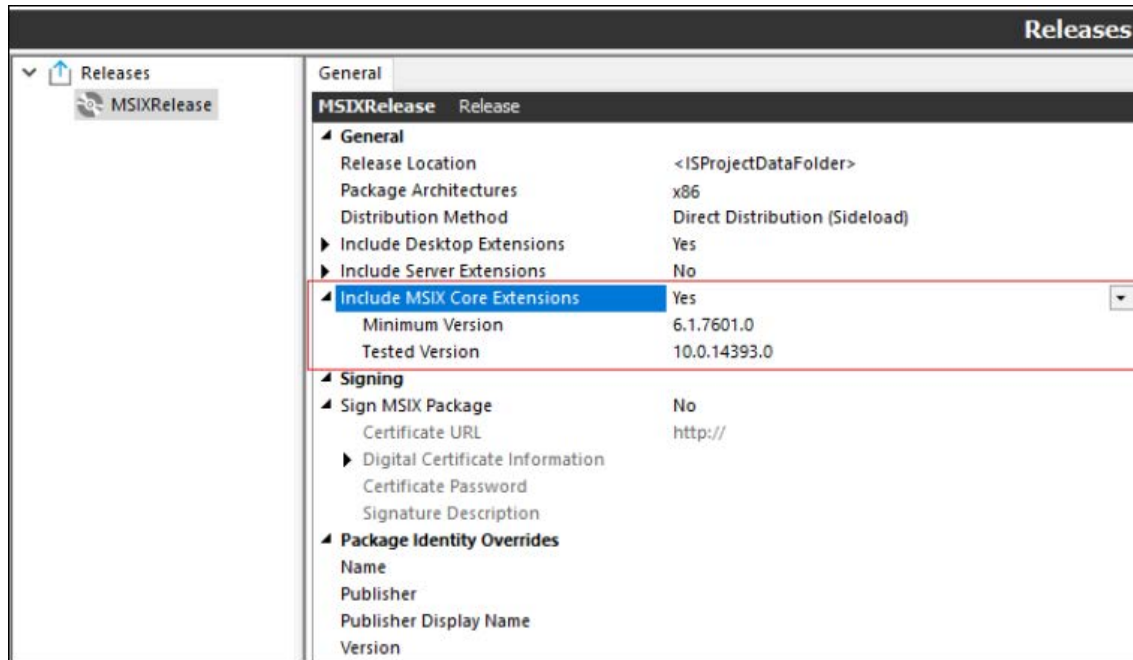 Releases
Releases
MSIXRelease
General
MSIXRelease Release
General
Release Location <ISProjectDataFolder>
Package Architectures x86
Distribution Method Direct Distribution (Sideload)
Include Desktop Extensions Yes
Include Server Extensions No
Include MSIX Core Extensions Yes
Minimum Version 6.1.7601.0
Tested Version 10.0.14393.0
Signing
Sign MSIX Package No
Certificate URL http://
Digital Certificate Information
Certificate Password
Signature Description
Package Identity Overrides
Name
Publisher
Publisher Display Name
Version